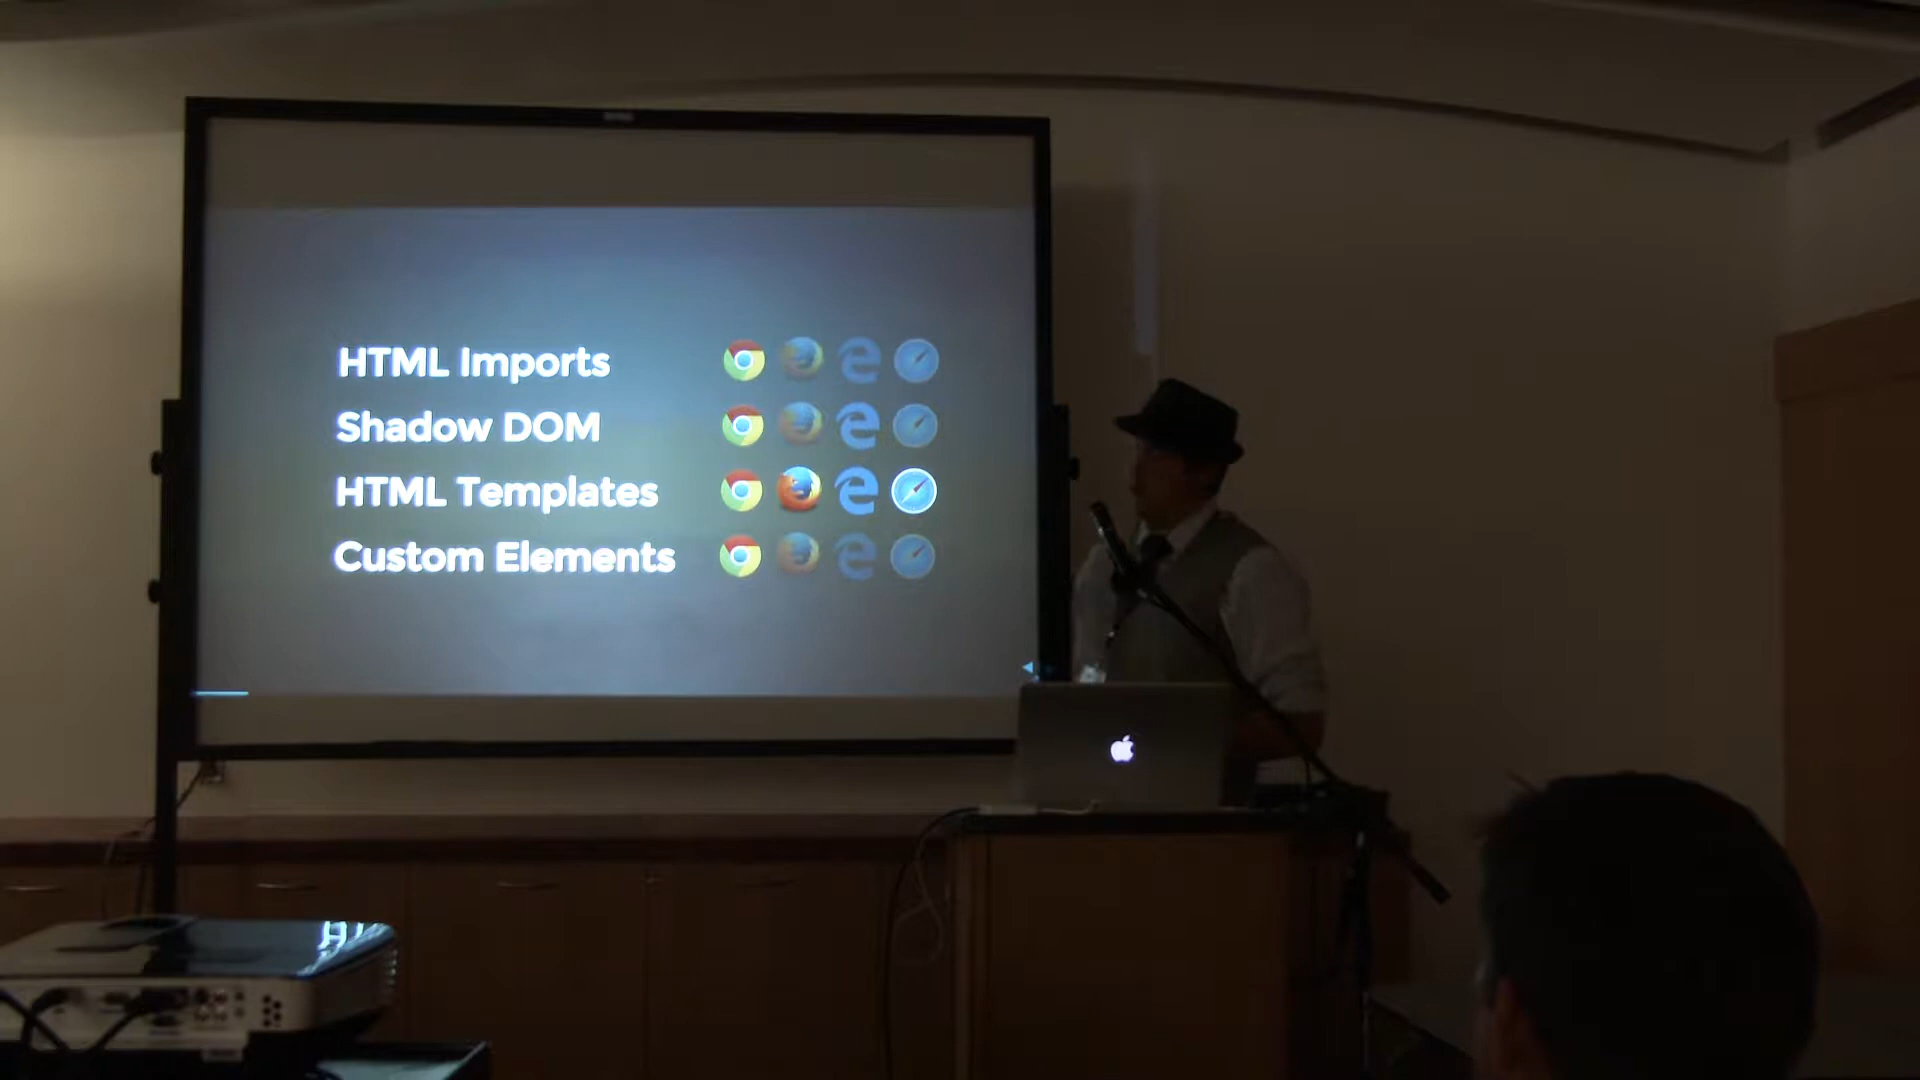 HTML Imports
Shadow DOM
HTML Templates
Custom Elements